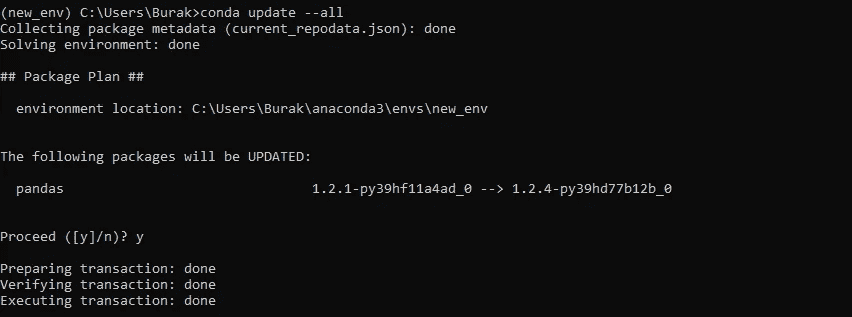 (new_env) C:\Users\Burak>conda update --all
Collecting package metadata (current_repodata.json): done
Solving environment: done
## Package Plan ##
environment location: C:\Users\Burak\anaconda3\envs\new_env
The following packages will be UPDATED:
pandas 1.2.1-py39hf11a4ad_0 --> 1.2.4-py39hd77b12b_0
Proceed ([y]/n)? y
Preparing transaction: done
Verifying transaction: done
Executing transaction: done